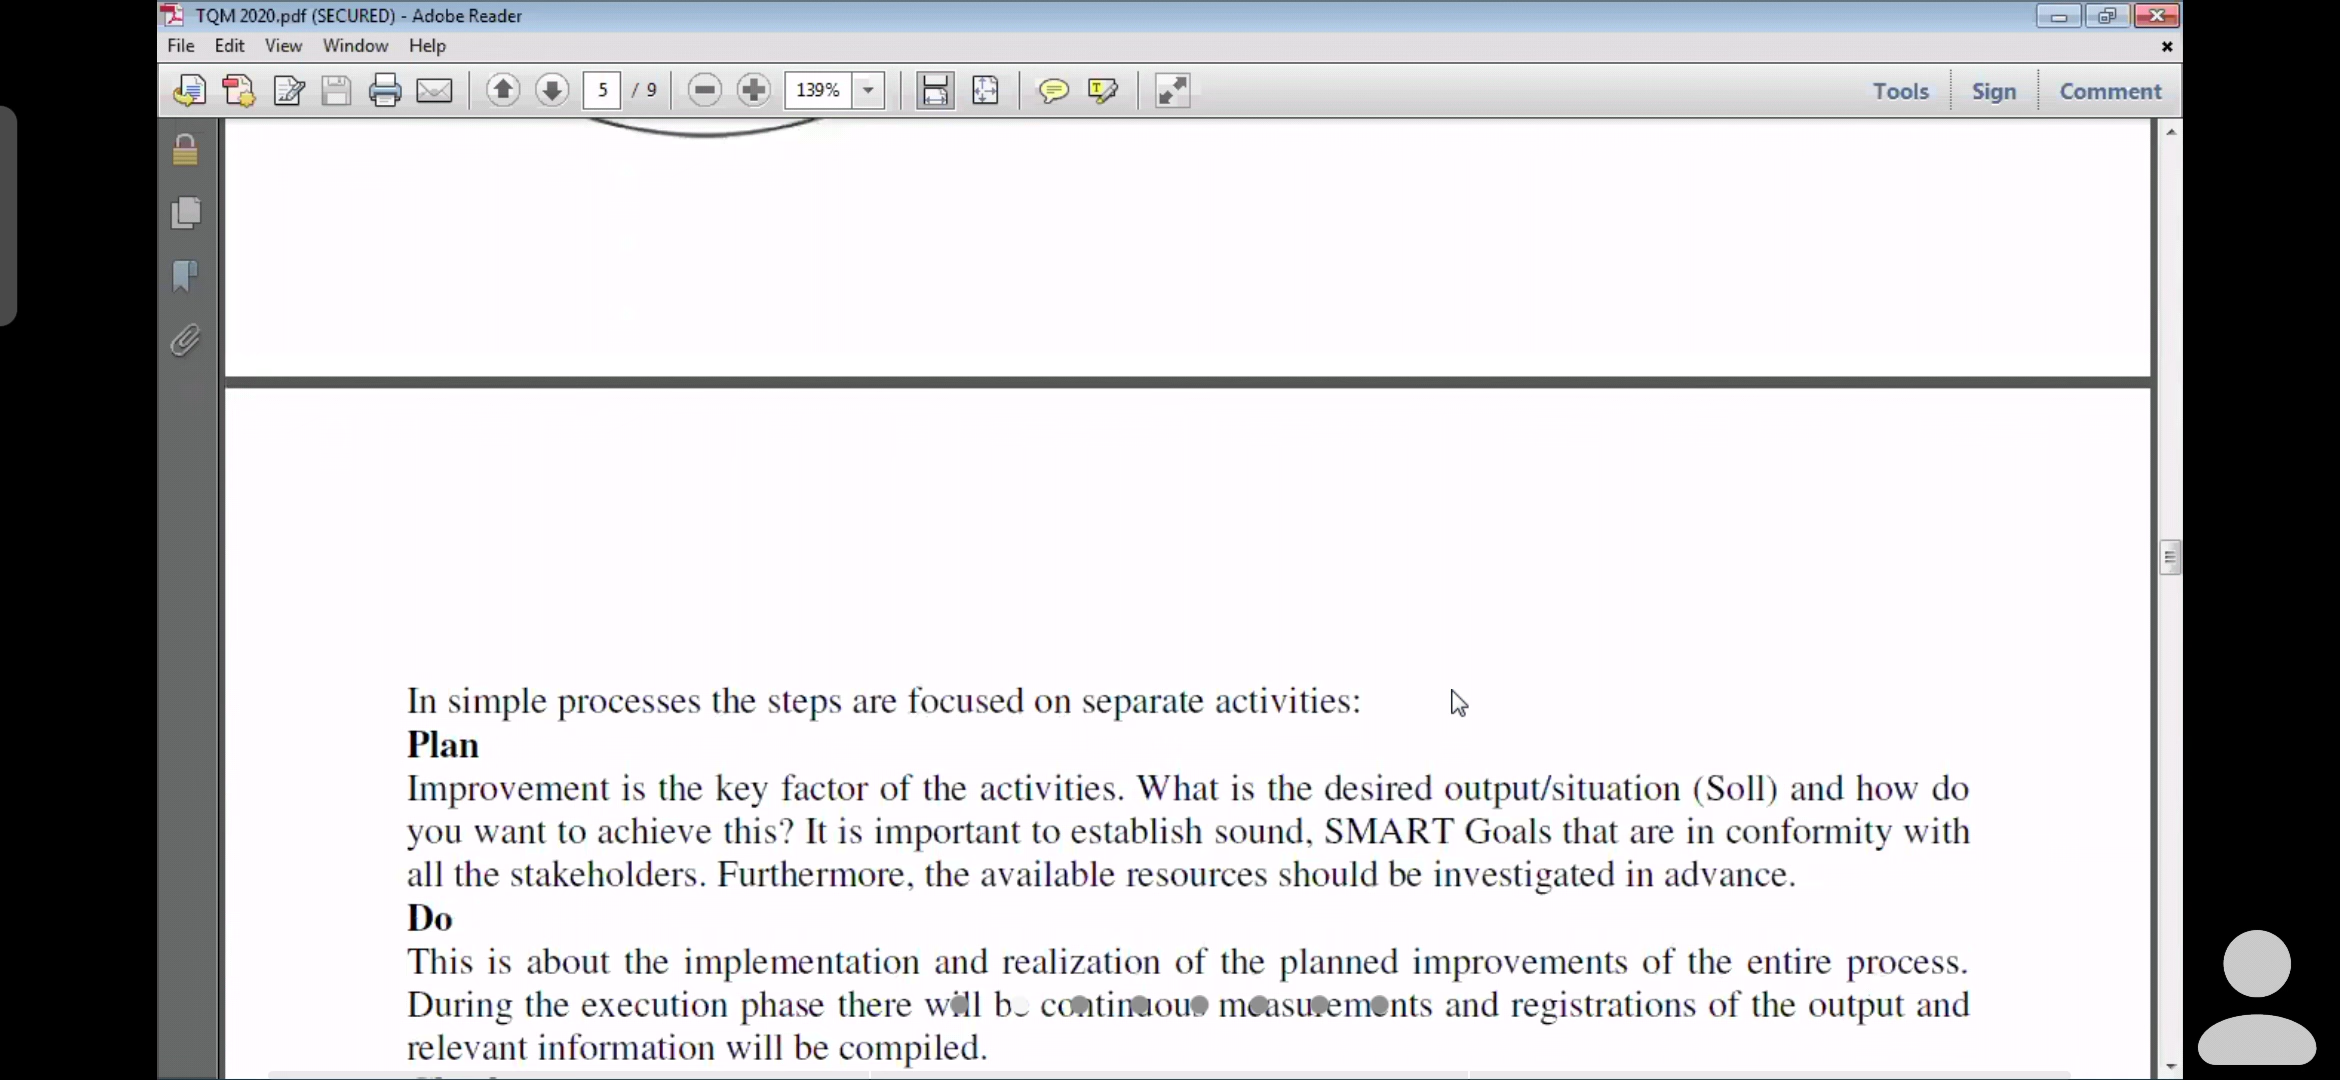 TQM 2020.pdf (SECURED) - Adobe Reader
File Edit View Window Help
5 / 9 139% Tools Sign Comment
In simple processes the steps are focused on separate activities:
Plan
Improvement is the key factor of the activities. What is the desired output/situation (Soll) and how do
you want to achieve this? It is important to establish sound, SMART Goals that are in conformity with
all the stakeholders. Furthermore, the available resources should be investigated in advance.
Do
This is about the implementation and realization of the planned improvements of the entire process.
During the execution phase there will be continuous measurements and registrations of the output and
relevant information will be compiled.